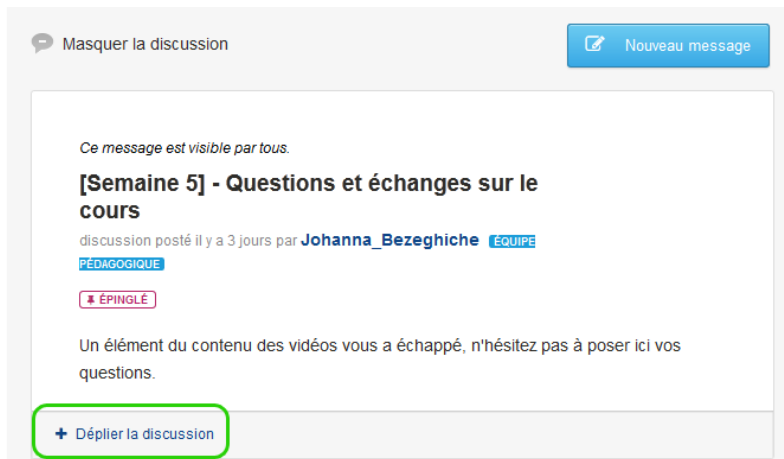 Masquer la discussion
Nouveau message
Ce message est visible par tous.
[Semaine 5] - Questions et échanges sur le
cours
discussion posté il y a 3 jours par Johanna_Bezeghiche ÉQUIPE
PÉDAGOGIQUE
ÉPINGLÉ
Un élément du contenu des vidéos vous a échappé, n'hésitez pas à poser ici vos
questions.
+ Déplier la discussion